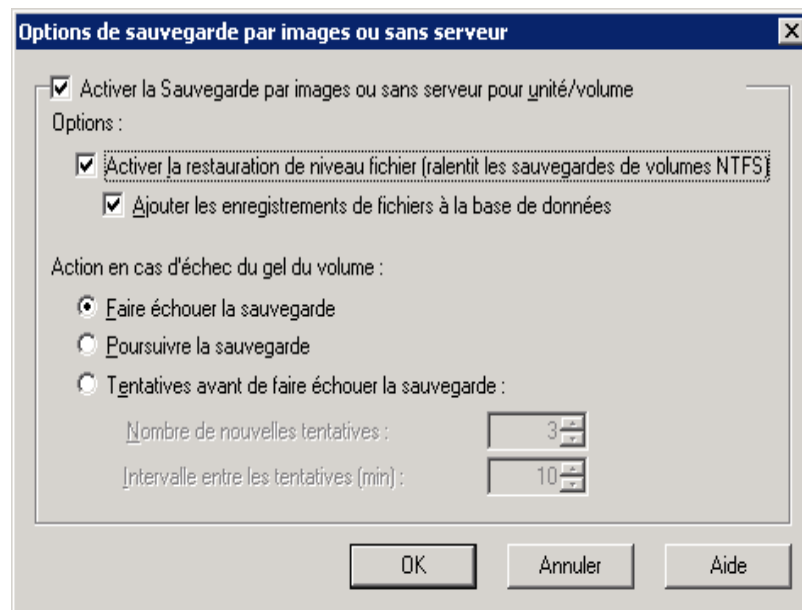 Options de sauvegarde par images ou sans serveur
Activer la Sauvegarde par images ou sans serveur pour unité/volume
Options :
Activer la restauration de niveau fichier (ralentit les sauvegardes de volumes NTFS)
Ajouter les enregistrements de fichiers à la base de données
Action en cas d'échec du gel du volume :
Faire échouer la sauvegarde
Poursuivre la sauvegarde
Tentatives avant de faire échouer la sauvegarde :
Nombre de nouvelles tentatives : 3
Intervalle entre les tentatives (min) : 10
OK Annuler Aide